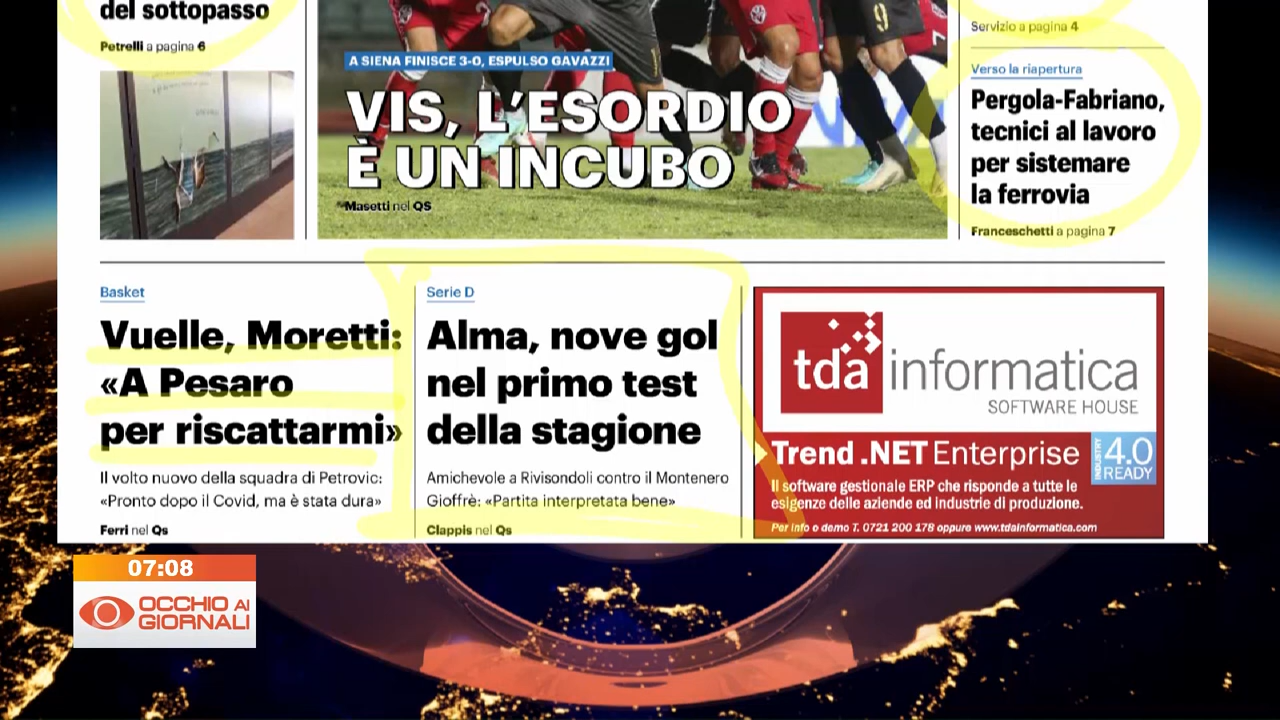 del sottopasso
Petrelli a pagina 6
A SIENA FINISCE 3-0, ESPULSO GAVAZZI
VIS, L'ESORDIO
È UN INCUBO
Masetti nel QS
Servizio a pagina 4
Verso la riapertura
Pergola-Fabriano,
tecnici al lavoro
per sistemare
la ferrovia
Franceschetti a pagina 7
Basket
Vuelle, Moretti:
«A Pesaro
per riscattarmi»
Il volto nuovo della squadra di Petrovic:
«Pronto dopo il Covid, ma è stata dura»
Ferri nel Qs
Serie D
Alma, nove gol
nel primo test
della stagione
Amichevole a Rivisondoli contro il Montenero
Gioffrè: «Partita interpretata bene»
Clappis nel Qs
tda informatica
SOFTWARE HOUSE
Trend .NET Enterprise
INDUSTRY 4.0 READY
Il software gestionale ERP che risponde a tutte le
esigenze delle aziende ed industrie di produzione.
Per info o demo T. 0721 200 178 oppure www.tdainformatica.com
07:08
OCCHIO AI
GIORNALI